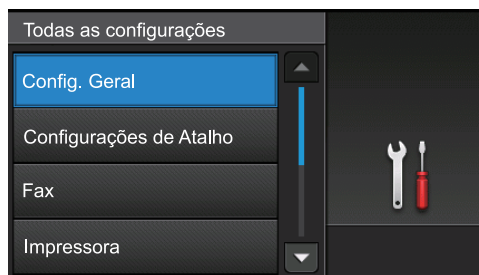 Todas as configurações
Config. Geral
Configurações de Atalho
Fax
Impressora